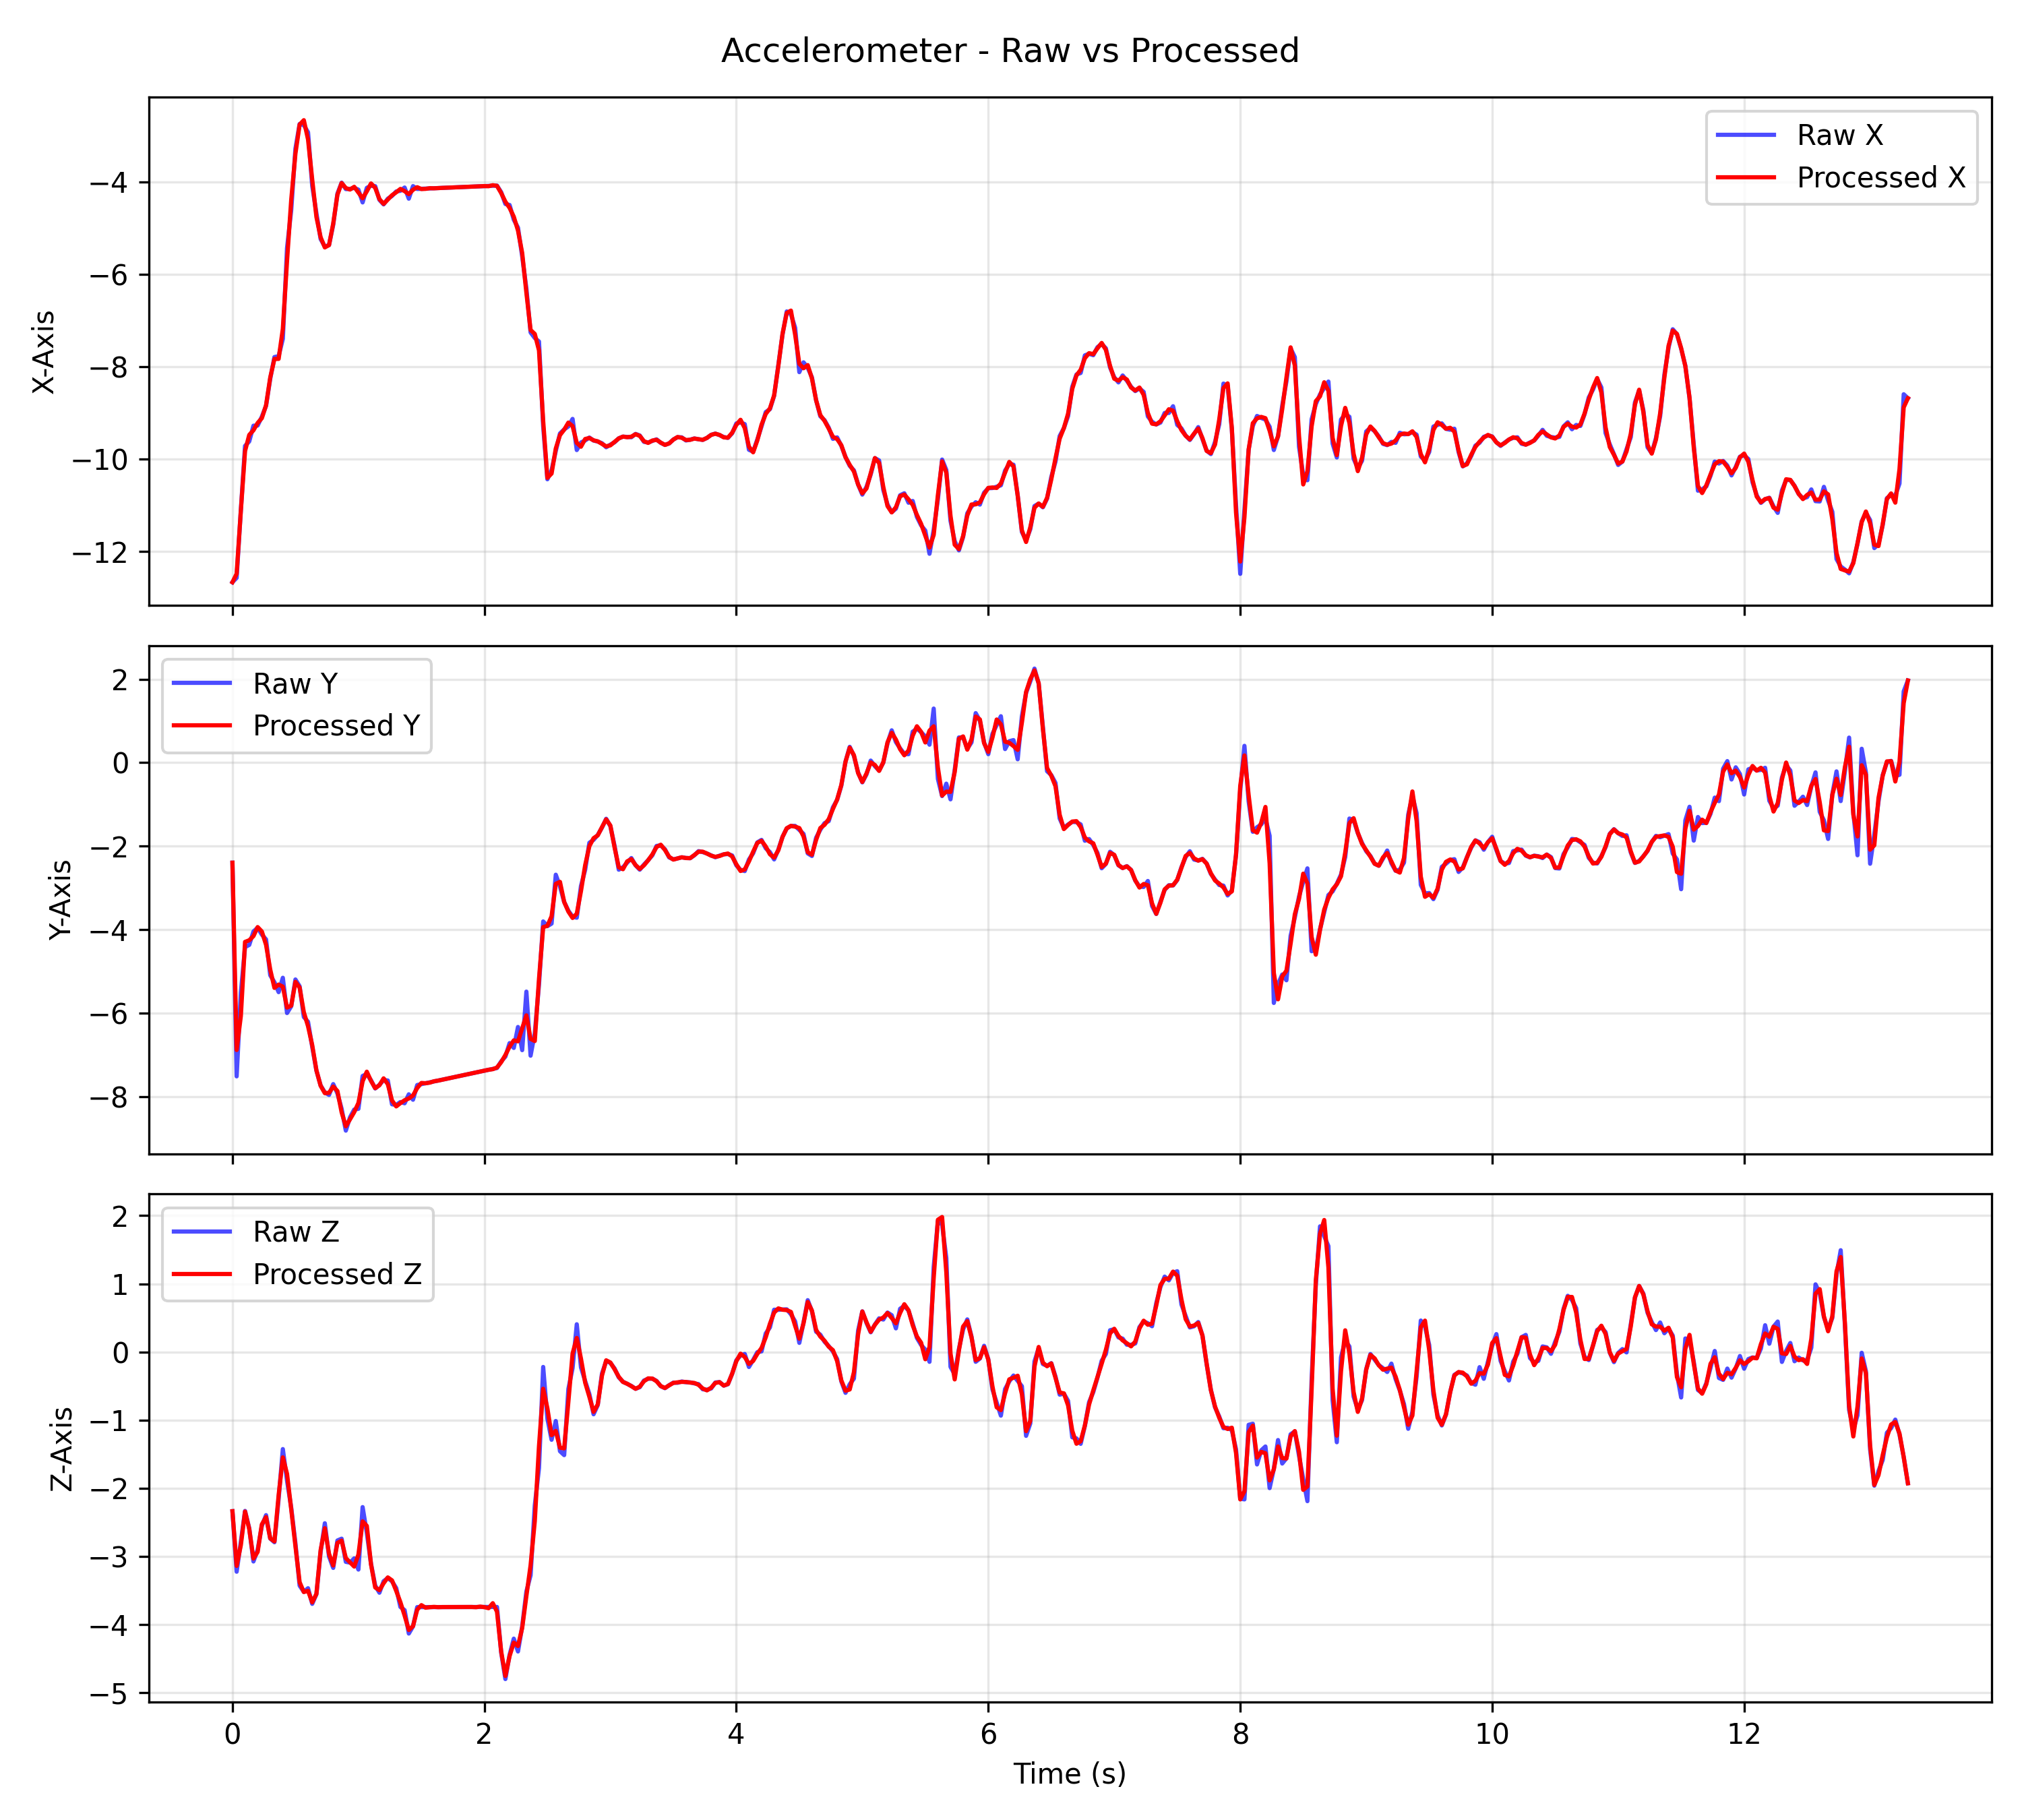 Accelerometer - Raw vs Processed
Raw X
Processed X
X-Axis
−4
−6
−8
−10
−12
Raw Y
Processed Y
Y-Axis
2
0
−2
−4
−6
−8
Raw Z
Processed Z
Z-Axis
2
1
0
−1
−2
−3
−4
−5
0 2 4 6 8 10 12
Time (s)